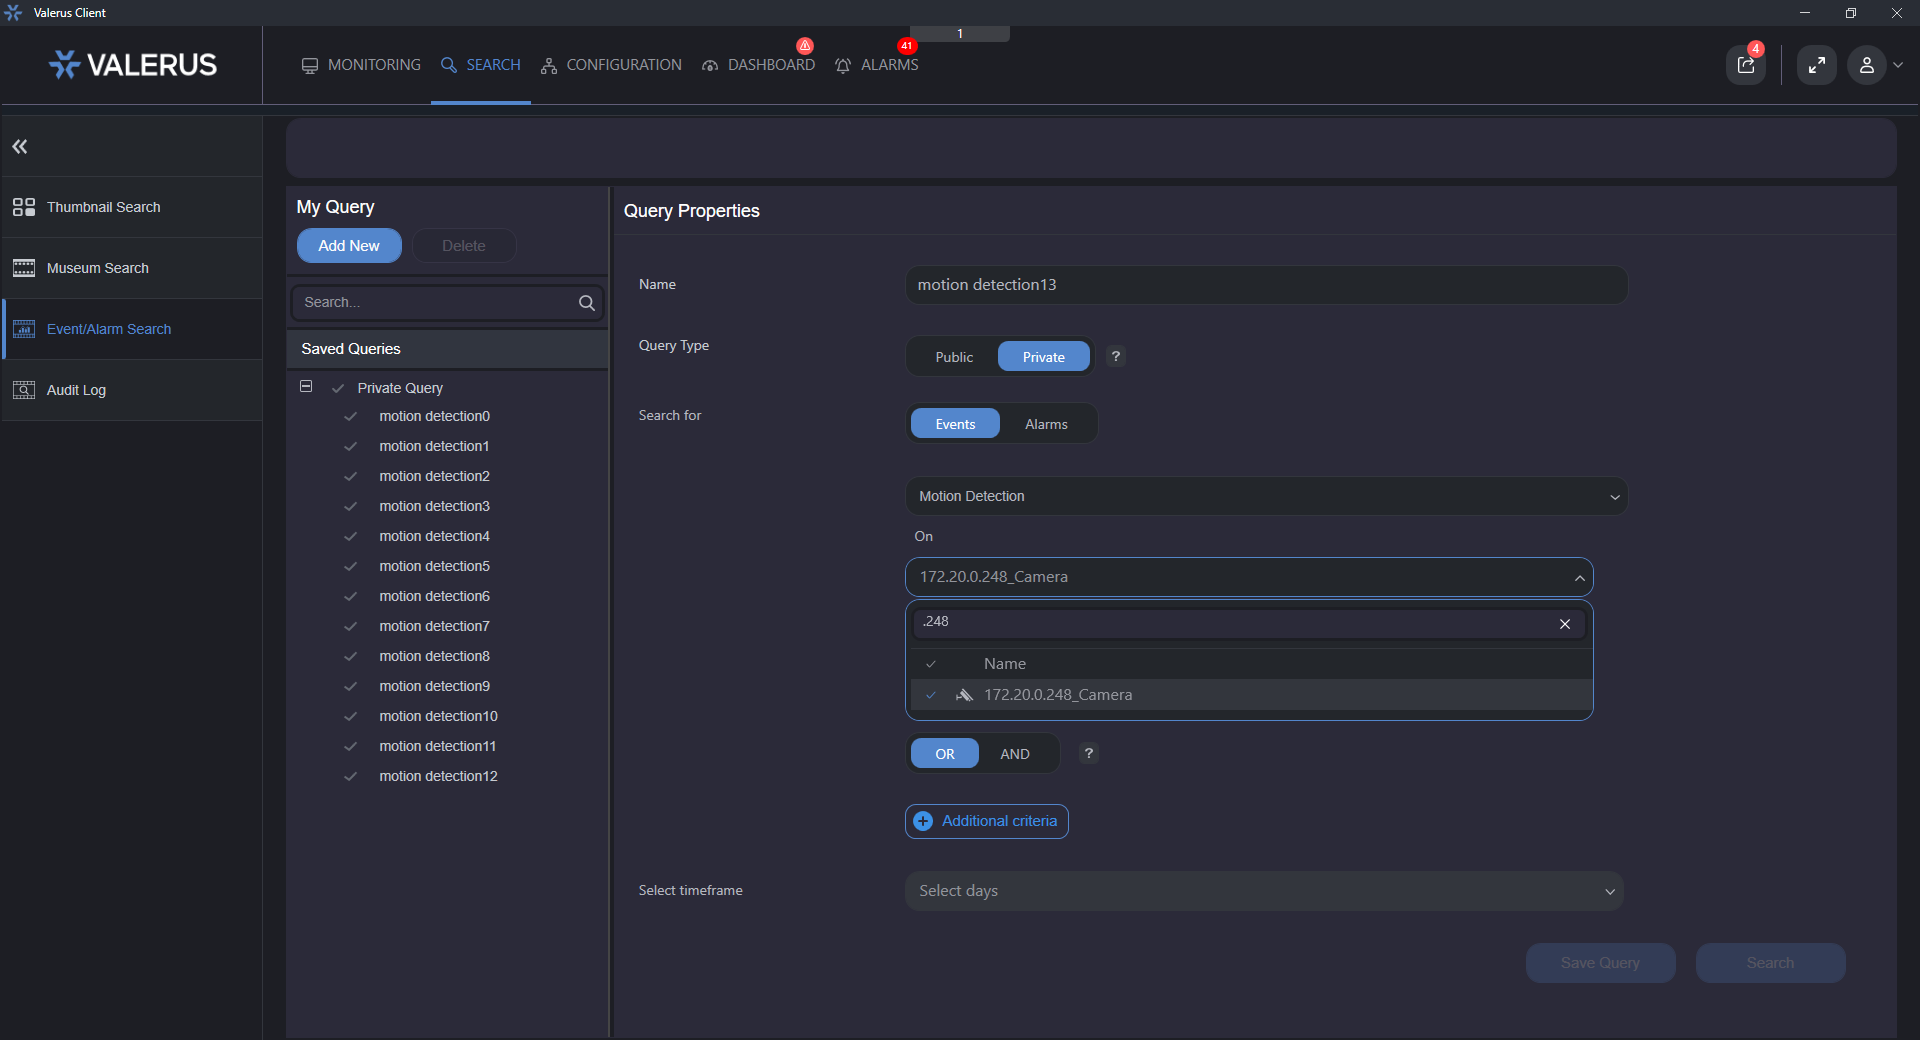 Valerus Client
1
VALERUS
MONITORING
SEARCH
CONFIGURATION
DASHBOARD
41
ALARMS
4
Thumbnail Search
Museum Search
Event/Alarm Search
Audit Log
My Query
Add New
Delete
Search...
Saved Queries
Private Query
motion detection0
motion detection1
motion detection2
motion detection3
motion detection4
motion detection5
motion detection6
motion detection7
motion detection8
motion detection9
motion detection10
motion detection11
motion detection12
Query Properties
Name
motion detection13
Query Type
Public
Private
?
Search for
Events
Alarms
Motion Detection
On
172.20.0.248_Camera
.248
Name
172.20.0.248_Camera
OR
AND
?
Additional criteria
Select timeframe
Select days
Save Query
Search